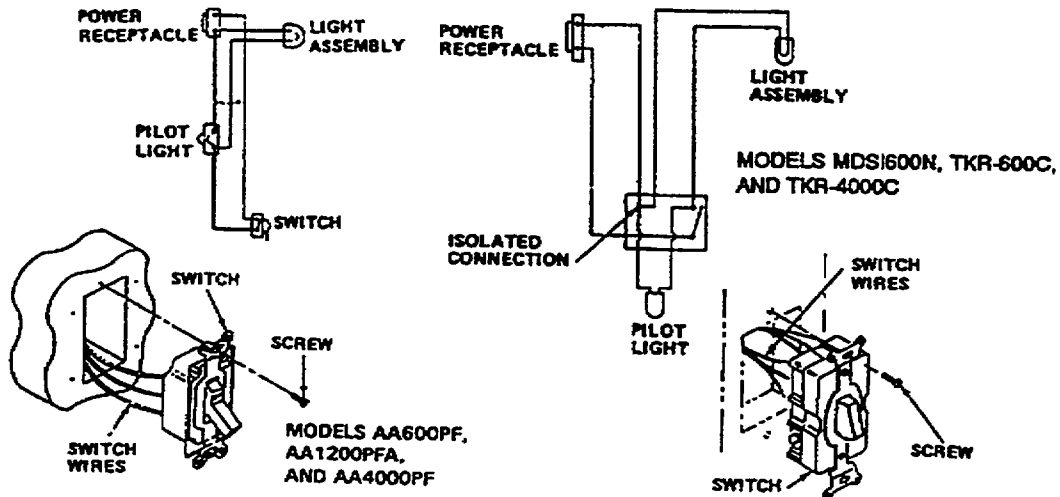 POWER
RECEPTACLE
LIGHT
ASSEMBLY
PILOT
LIGHT
SWITCH
POWER
RECEPTACLE
LIGHT
ASSEMBLY
MODELS MDSI600N, TKR-600C,
AND TKR-4000C
ISOLATED
CONNECTION
PILOT
LIGHT
SWITCH
SCREW
SWITCH
WIRES
MODELS AA600PF,
AA1200PFA,
AND AA4000PF
SWITCH
WIRES
SCREW
SWITCH